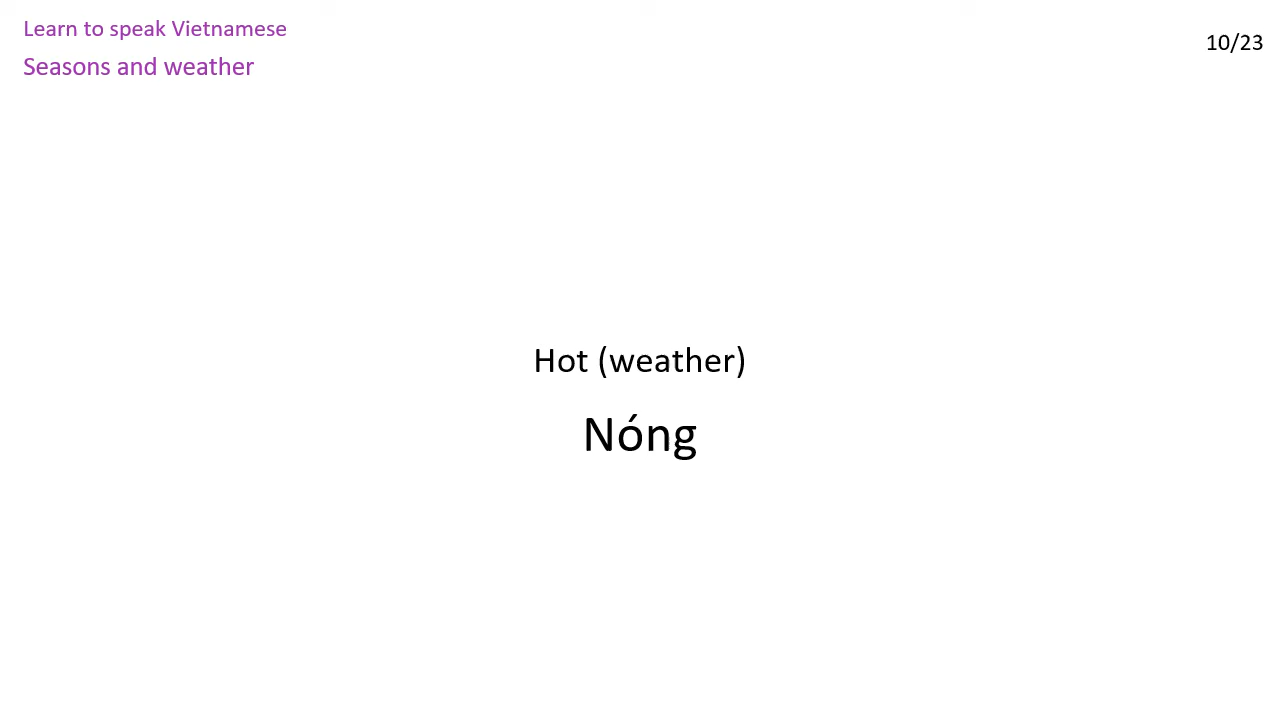 Learn to speak Vietnamese
10/23
Seasons and weather
Hot (weather)
Nóng